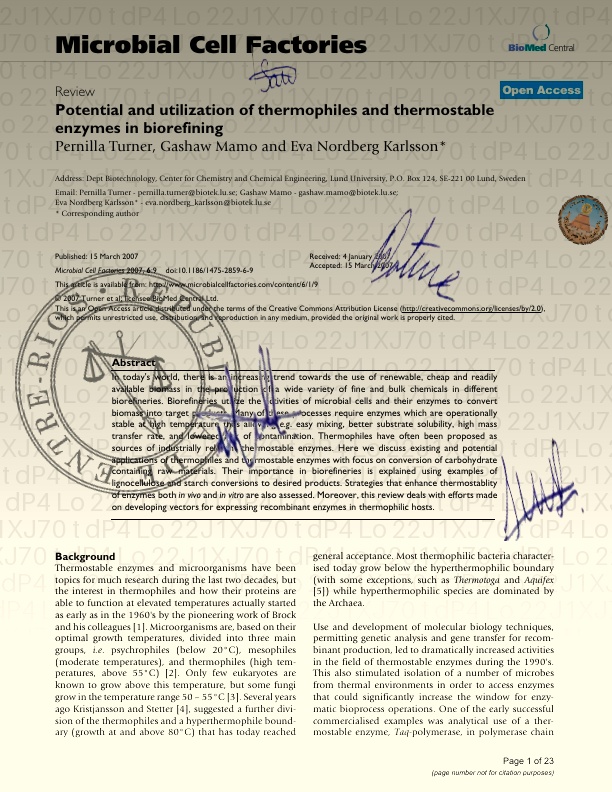 Microbial Cell Factories
BioMed Central
Review
Open Access
Potential and utilization of thermophiles and thermostable
enzymes in biorefining
Pernilla Turner, Gashaw Mamo and Eva Nordberg Karlsson*
Address: Dept Biotechnology, Center for Chemistry and Chemical Engineering, Lund University, P.O. Box 124, SE-221 00 Lund, Sweden
Email: Pernilla Turner - pernilla.turner@biotek.lu.se; Gashaw Mamo - gashaw.mamo@biotek.lu.se;
Eva Nordberg Karlsson* - eva.nordberg_karlsson@biotek.lu.se
* Corresponding author
Published: 15 March 2007
Microbial Cell Factories 2007, 6:9 doi:10.1186/1475-2859-6-9
Received: 4 January 2007
Accepted: 15 March 2007
This article is available from: http://www.microbialcellfactories.com/content/6/1/9
© 2007 Turner et al; licensee BioMed Central Ltd.
This is an Open Access article distributed under the terms of the Creative Commons Attribution License (http://creativecommons.org/licenses/by/2.0),
which permits unrestricted use, distribution, and reproduction in any medium, provided the original work is properly cited.
Abstract
In today's world, there is an increasing trend towards the use of renewable, cheap and readily
available biomass in the production of a wide variety of fine and bulk chemicals in different
biorefineries. Biorefineries utilize the activities of microbial cells and their enzymes to convert
biomass into target products. Many of these processes require enzymes which are operationally
stable at high temperature thus allowing e.g. easy mixing, better substrate solubility, high mass
transfer rate, and lowered risk of contamination. Thermophiles have often been proposed as
sources of industrially relevant thermostable enzymes. Here we discuss existing and potential
applications of thermophiles and thermostable enzymes with focus on conversion of carbohydrate
containing raw materials. Their importance in biorefineries is explained using examples of
lignocellulose and starch conversions to desired products. Strategies that enhance thermostablity
of enzymes both in vivo and in vitro are also assessed. Moreover, this review deals with efforts made
on developing vectors for expressing recombinant enzymes in thermophilic hosts.
Background
Thermostable enzymes and microorganisms have been
topics for much research during the last two decades, but
the interest in thermophiles and how their proteins are
able to function at elevated temperatures actually started
as early as in the 1960's by the pioneering work of Brock
and his colleagues [1]. Microorganisms are, based on their
optimal growth temperatures, divided into three main
groups, i.e. psychrophiles (below 20°C), mesophiles
(moderate temperatures), and thermophiles (high tem-
peratures, above 55°C) [2]. Only few eukaryotes are
known to grow above this temperature, but some fungi
grow in the temperature range 50 – 55°C [3]. Several years
ago Kristjansson and Stetter [4], suggested a further divi-
sion of the thermophiles and a hyperthermophile bound-
ary (growth at and above 80°C) that has today reached
general acceptance. Most thermophilic bacteria character-
ised today grow below the hyperthermophilic boundary
(with some exceptions, such as Thermotoga and Aquifex
[5]) while hyperthermophilic species are dominated by
the Archaea.
Use and development of molecular biology techniques,
permitting genetic analysis and gene transfer for recom-
binant production, led to dramatically increased activities
in the field of thermostable enzymes during the 1990's.
This also stimulated isolation of a number of microbes
from thermal environments in order to access enzymes
that could significantly increase the window for enzy-
matic bioprocess operations. One of the early successful
commercialised examples was analytical use of a ther-
mostable enzyme, Taq-polymerase, in polymerase chain
Page 1 of 23
(page number not for citation purposes)